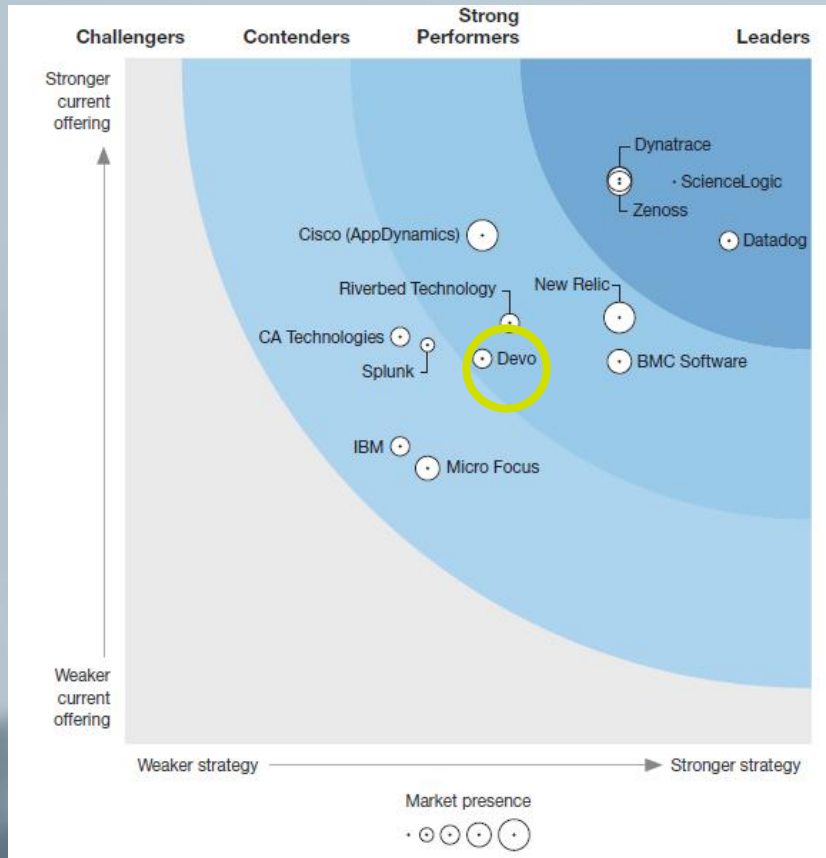 Challengers
Contenders
Strong
Performers
Leaders
Stronger
current
offering
Dynatrace
ScienceLogic
Zenoss
Cisco (AppDynamics)
Datadog
Riverbed Technology
New Relic
CA Technologies
Splunk
Devo
BMC Software
IBM
Micro Focus
Weaker
current
offering
Weaker strategy
Stronger strategy
Market presence